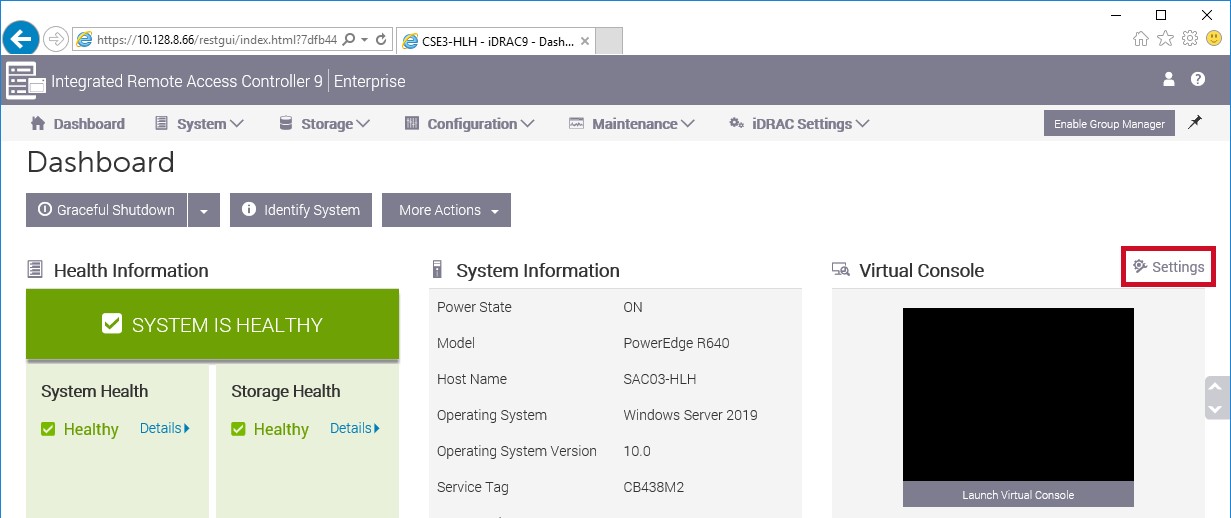 https://10.128.8.66/restgui/index.html?7dfb44
CSE3-HLH - iDRAC9 - Dash...
Integrated Remote Access Controller 9 | Enterprise
Dashboard System Storage Configuration Maintenance iDRAC Settings Enable Group Manager
Dashboard
Graceful Shutdown Identify System More Actions
Health Information
SYSTEM IS HEALTHY
System Health
Healthy Details
Storage Health
Healthy Details
System Information
Power State ON
Model PowerEdge R640
Host Name SAC03-HLH
Operating System Windows Server 2019
Operating System Version 10.0
Service Tag CB438M2
Virtual Console
Settings
Launch Virtual Console